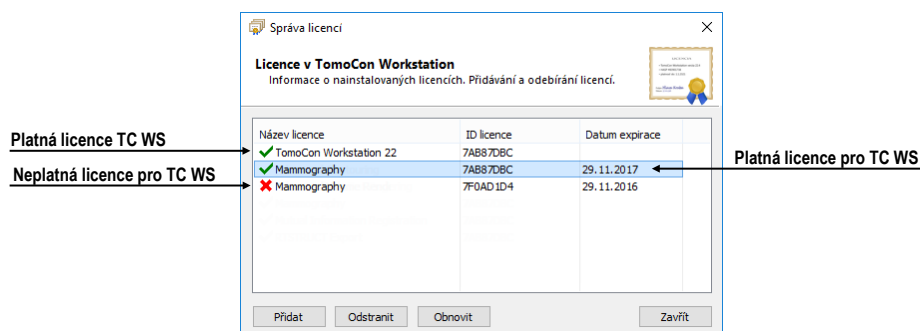 Správa licencí
Licence v TomoCon Workstation
Informace o nainstalovaných licencích. Přidávání a odebírání licencí.
Název licence ID licence Datum expirace
Platná licence TC WS
TomoCon Workstation 22 7AB87DBC
Mammography 7AB87DBC 29.11.2017
Platná licence pro TC WS
Neplatná licence pro TC WS
Mammography 7F0AD1D4 29.11.2016
Přidat Odstranit Obnovit Zavřít